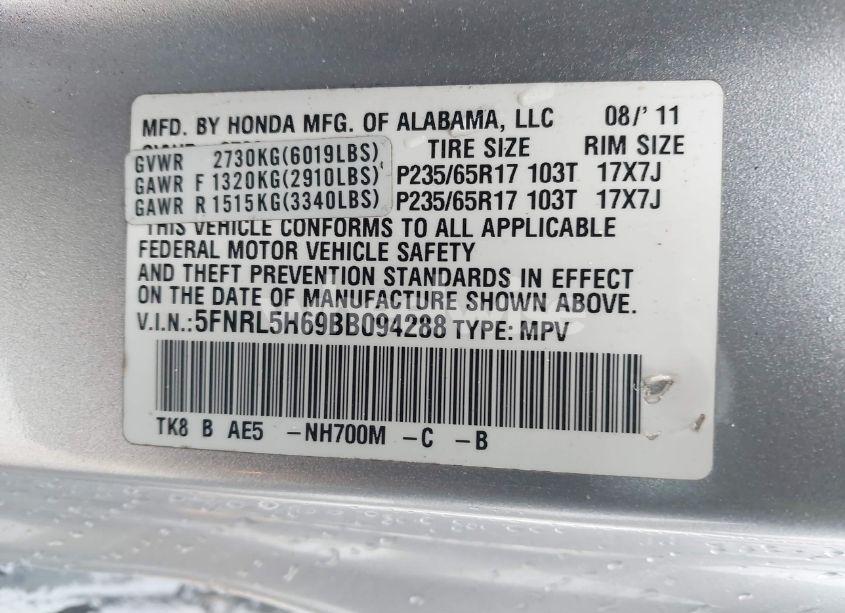 MFD. BY HONDA MFG. OF ALABAMA, LLC 08/' 11
TIRE SIZE RIM SIZE
GVWR 2730KG(6019LBS)
GAWR F 1320KG(2910LBS) P235/65R17 103T 17X7J
GAWR R 1515KG(3340LBS) P235/65R17 103T 17X7J
THIS VEHICLE CONFORMS TO ALL APPLICABLE
FEDERAL MOTOR VEHICLE SAFETY
AND THEFT PREVENTION STANDARDS IN EFFECT
ON THE DATE OF MANUFACTURE SHOWN ABOVE.
V.I.N.:5FNRL5H69BB094288 TYPE: MPV
TK8 B AE5 -NH700M -C -B